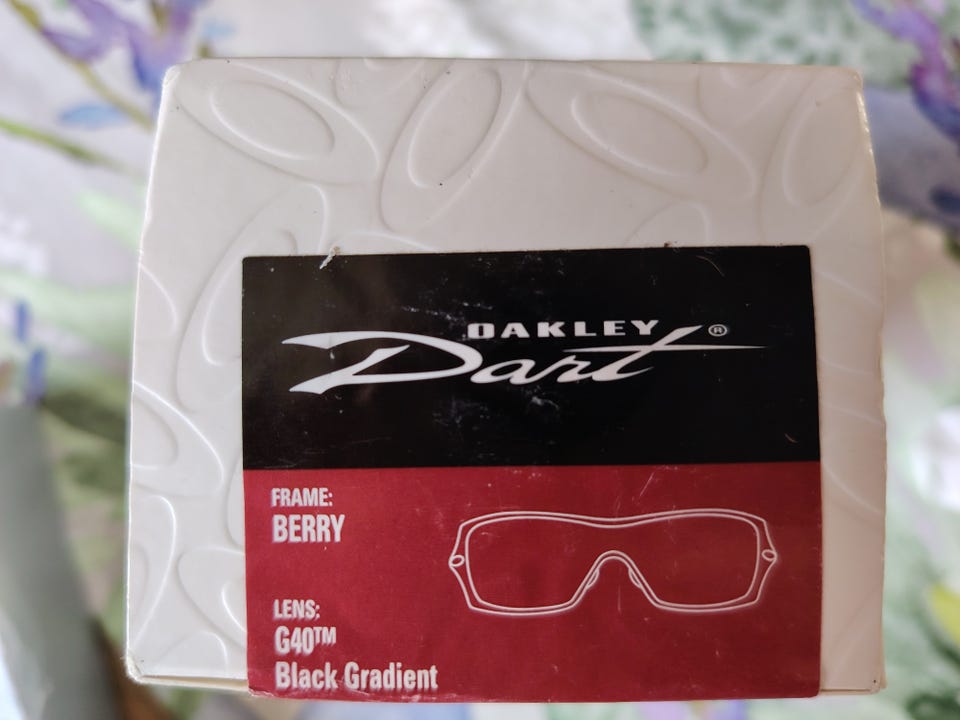 OAKLEY®
Dart
FRAME:
BERRY
LENS:
G40™
Black Gradient